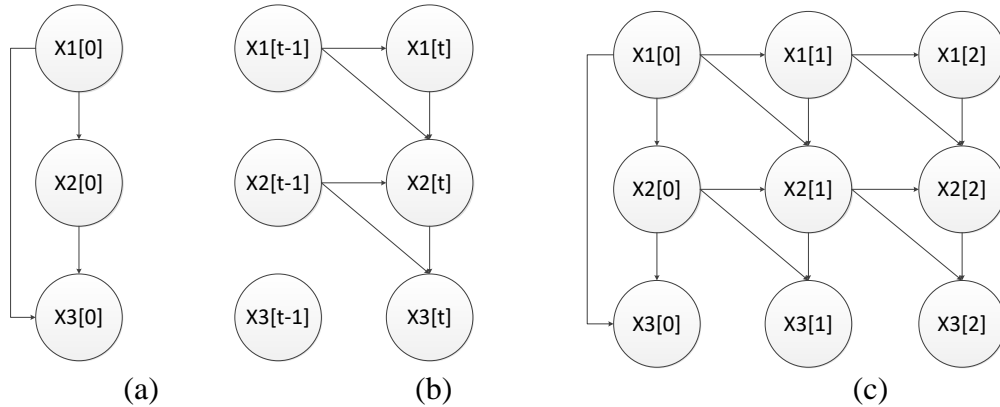 X1[0]
X2[0]
X3[0]
(a)
X1[t-1]
X1[t]
X2[t-1]
X2[t]
X3[t-1]
X3[t]
(b)
X1[0]
X1[1]
X1[2]
X2[0]
X2[1]
X2[2]
X3[0]
X3[1]
X3[2]
(c)